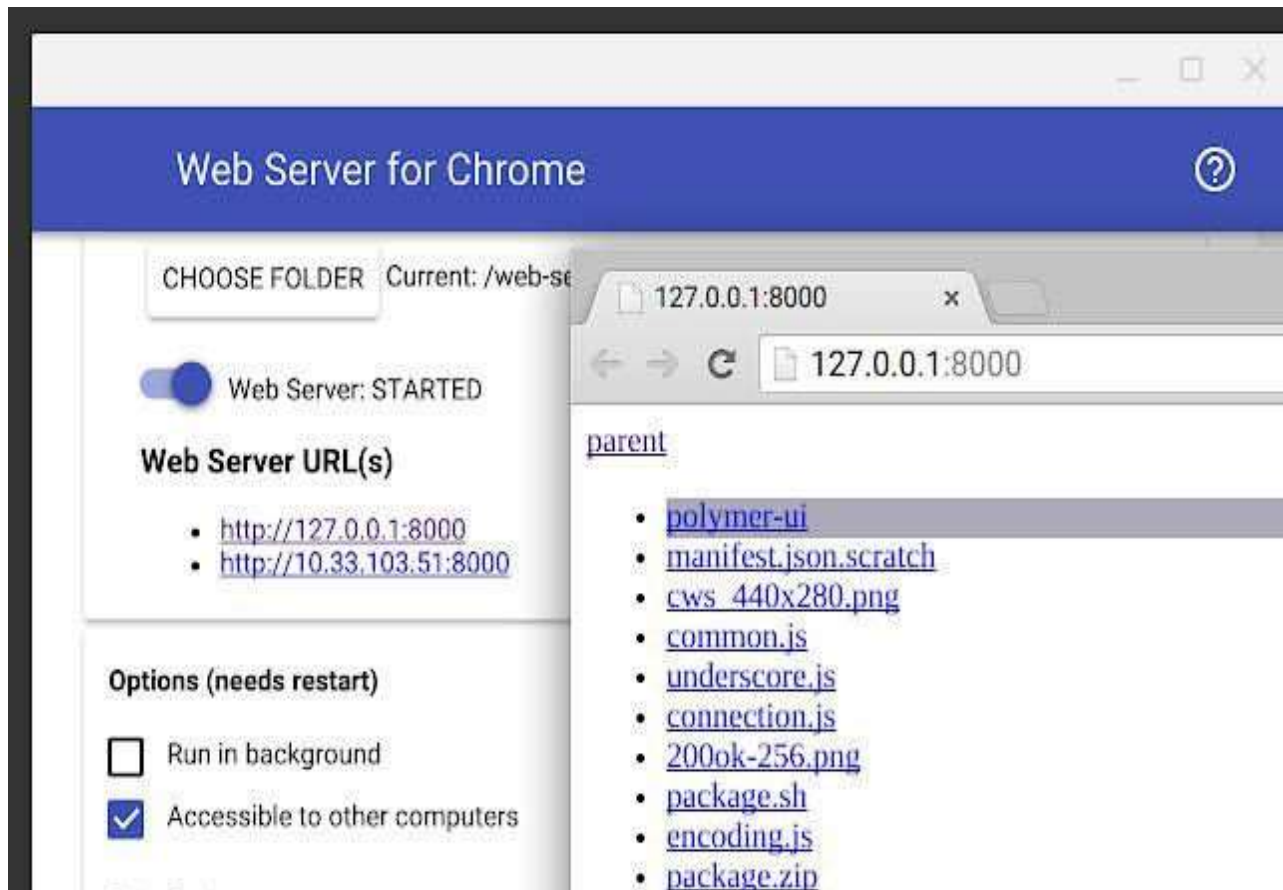 Web Server for Chrome
CHOOSE FOLDER Current: /web-se
Web Server: STARTED
Web Server URL(s)
http://127.0.0.1:8000
http://10.33.103.51:8000
Options (needs restart)
Run in background
Accessible to other computers
127.0.0.1:8000
127.0.0.1:8000
parent
polymer-ui
manifest.json.scratch
cws_440x280.png
common.js
underscore.js
connection.js
200ok-256.png
package.sh
encoding.js
package.zip